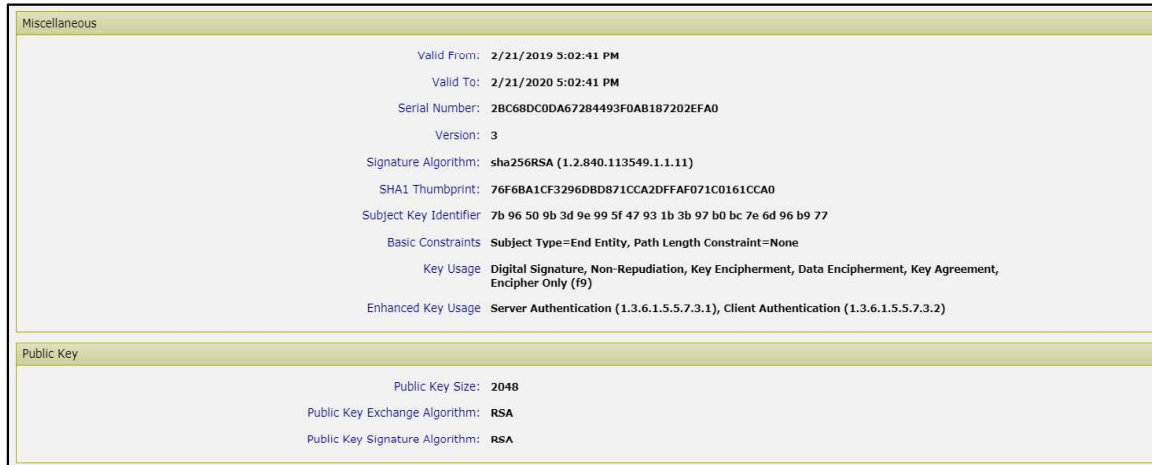 Miscellaneous
Valid From: 2/21/2019 5:02:41 PM
Valid To: 2/21/2020 5:02:41 PM
Serial Number: 2BC68DC0DA67284493F0AB187202EFA0
Version: 3
Signature Algorithm: sha256RSA (1.2.840.113549.1.1.11)
SHA1 Thumbprint: 76F6BA1CF3296DBD871CCA2DFFAF071C0161CCA0
Subject Key Identifier 7b 96 50 9b 3d 9e 99 5f 47 93 1b 3b 97 b0 bc 7e 6d 96 b9 77
Basic Constraints Subject Type=End Entity, Path Length Constraint=None
Key Usage Digital Signature, Non-Repudiation, Key Encipherment, Data Encipherment, Key Agreement,
Encipher Only (f9)
Enhanced Key Usage Server Authentication (1.3.6.1.5.5.7.3.1), Client Authentication (1.3.6.1.5.5.7.3.2)
Public Key
Public Key Size: 2048
Public Key Exchange Algorithm: RSA
Public Key Signature Algorithm: RSA